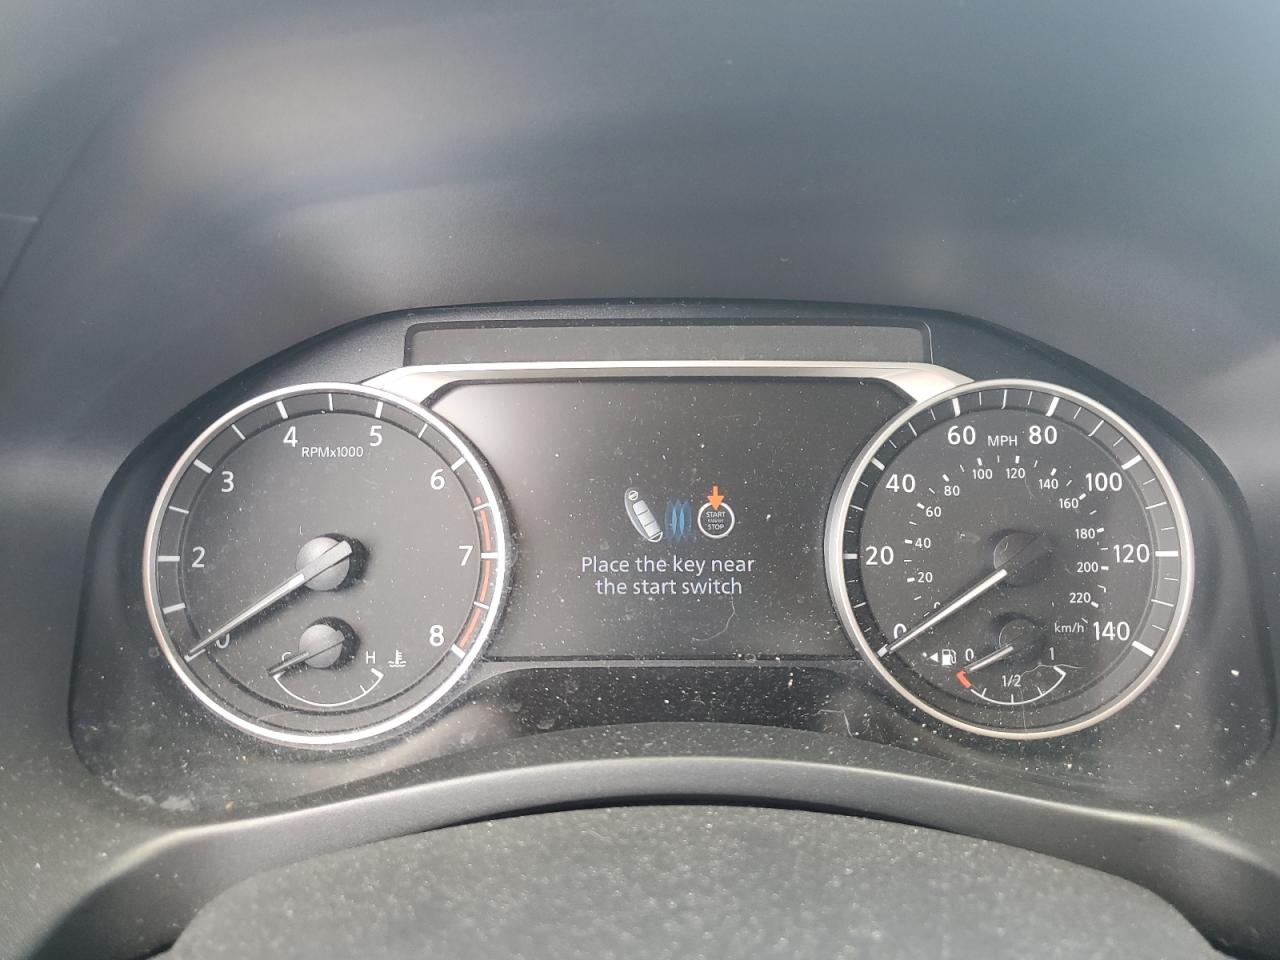 4 5
RPMx1000
3 6
2 7
8
0
C H
START
ENGINE
STOP
Place the key near
the start switch
60 MPH 80
100 120
40 80 140 100
60 160
20 40 180 120
20 200
220
0 km/h 140
0 1
1/2